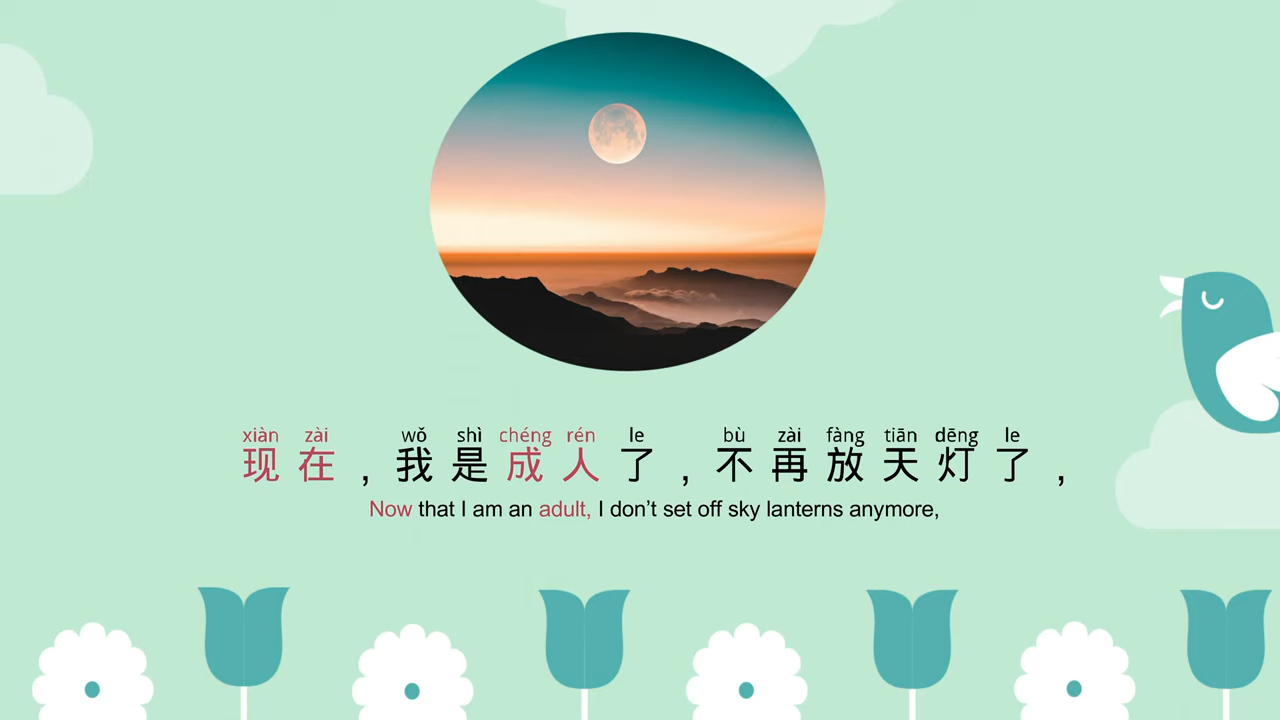 xiàn zài wǒ shì chéng rén le bù zài fàng tiān dēng le
现在，我是成人了，不再放天灯了，
Now that I am an adult, I don’t set off sky lanterns anymore,